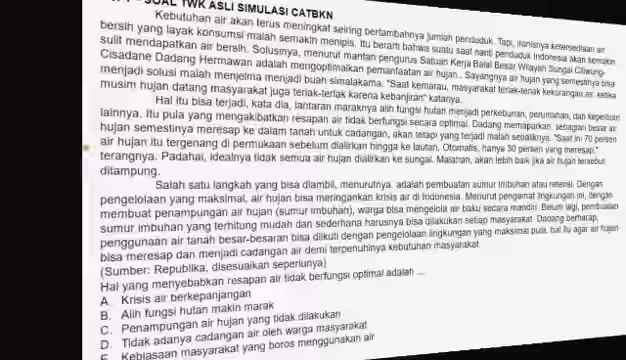 SOAL TWK ASLI SIMULASI CATBKN
Kebutuhan air akan terus meningkat seiring bertambahnya jumlah penduduk. Tapi, ironisnya ketersediaan air
bersih yang layak konsumsi malah semakin menipis. Itu berarti bahwa suatu saat nanti penduduk Indonesia akan semakin
sulit mendapatkan air bersih. Solusinya, menurut mantan pengurus Satuan Kerja Balai Besar Wilayah Sungai Ciliwung-
Cisadane Dadang Hermawan adalah mengoptimalkan pemanfaatan air hujan.. Sayangnya air hujan yang semestinya bisa
menjadi solusi malah menjelma menjadi buah simalakama. "Saat kemarau, masyarakat teriak-teriak kekurangan air, ketika
musim hujan datang masyarakat juga teriak-teriak karena kebanjiran" katanya.
Hal itu bisa terjadi, kata dia, lantaran maraknya alih fungsi hutan menjadi perkebunan, perumahan, dan keperluan
lainnya. Itu pula yang mengakibatkan resapan air tidak berfungsi secara optimal. Dadang memaparkan, sebagian besar air
hujan semestinya meresap ke dalam tanah untuk cadangan, akan tetapi yang terjadi malah sebaliknya. "Saat ini 70 persen
air hujan itu tergenang di permukaan sebelum dialirkan hingga ke lautan. Otomatis, hanya 30 persen yang meresap."
terangnya. Padahal, idealnya tidak semua air hujan dialirkan ke sungai. Malahan, akan lebih baik jika air hujan tersebut
ditampung.
Salah satu langkah yang bisa diambil, menurutnya, adalah pembuatan sumur imbuhan atau retensi. Dengan
pengelolaan yang maksimal, air hujan bisa meringankan krisis air di Indonesia. Menurut pengamat lingkungan ini, dengan
membuat penampungan air hujan (sumur imbuhan), warga bisa mengelola air baku secara mandiri. Belum lagi, pembuatan
sumur imbuhan yang terhitung mudah dan sederhana harusnya bisa dilakukan setiap masyarakat. Dadang berharap,
penggunaan air tanah besar-besaran bisa diikuti dengan pengelolaan lingkungan yang maksimal pula, hal itu agar air hujan
bisa meresap dan menjadi cadangan air demi terpenuhinya kebutuhan masyarakat.
(Sumber: Republika, disesuaikan seperlunya)
Hal yang menyebabkan resapan air tidak berfungsi optimal adalah ...
A. Krisis air berkepanjangan
B. Alih fungsi hutan makin marak
C. Penampungan air hujan yang tidak dilakukan
D. Tidak adanya cadangan air oleh warga masyarakat
E. Kebiasaan masyarakat yang boros menggunakan air